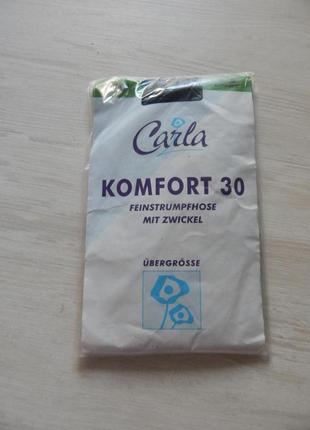 Carla
KOMFORT 30
FEINSTRUMPFHOSE
MIT ZWICKEL
ÜBERGRÖSSE